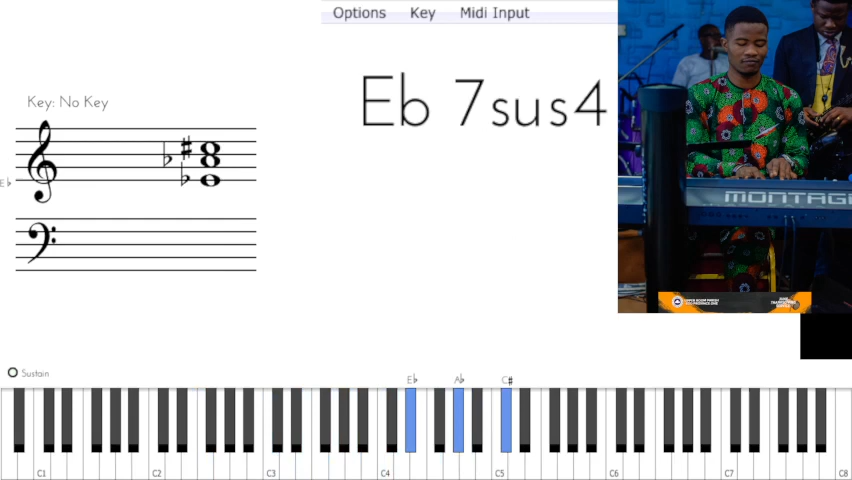 Options Key Midi Input
Eb 7sus4
Key: No Key
E♭
MONTAG
Sustain
E♭ A♭ C#
C1 C2 C3 C4 C5 C6 C7 C8